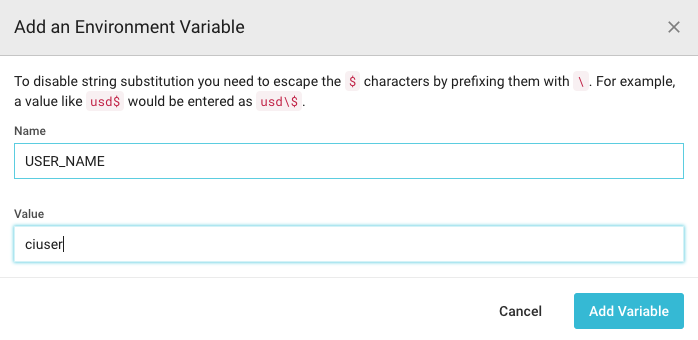 Add an Environment Variable
To disable string substitution you need to escape the $ characters by prefixing them with \ . For example,
a value like usd$ would be entered as usd\$ .
Name
USER_NAME
Value
ciuser
Cancel Add Variable